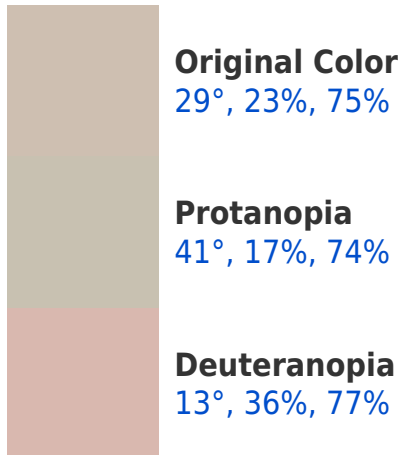 Original Color
29°, 23%, 75%
Protanopia
41°, 17%, 74%
Deuteranopia
13°, 36%, 77%